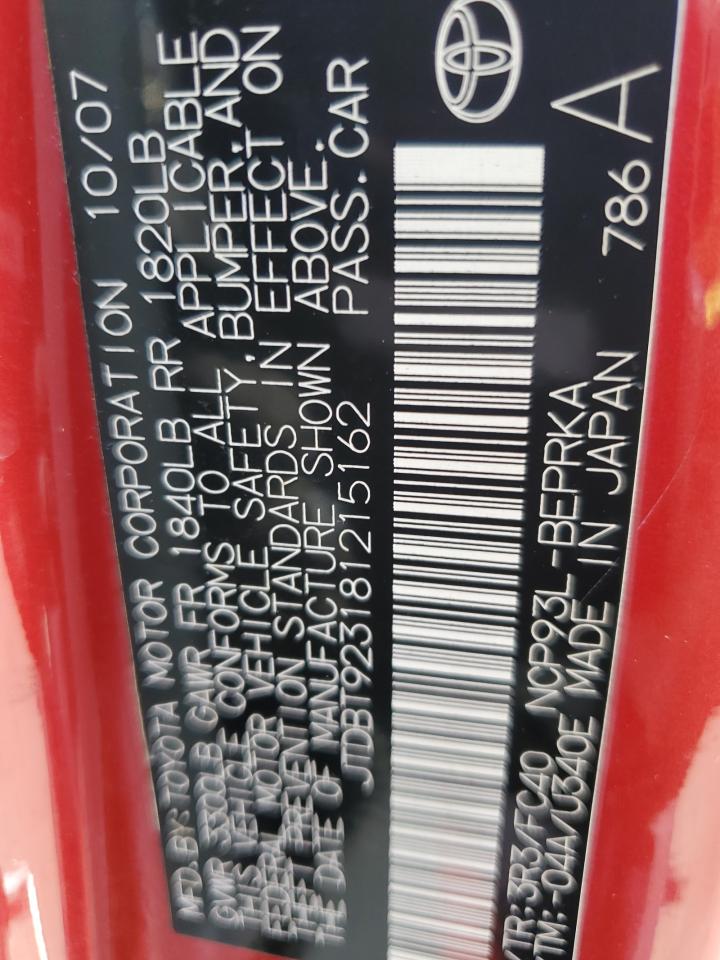 MFD.BY:TOYOTA MOTOR CORPORATION 10/07
GVWR 3300LB GAWR FR 1840LB RR 1820LB
THIS VEHICLE CONFORMS TO ALL APPLICABLE
FEDERAL MOTOR VEHICLE SAFETY,BUMPER,AND
THEFT PREVENTION STANDARDS IN EFFECT ON
THE DATE OF MANUFACTURE SHOWN ABOVE.
JTDBT923181215162 PASS.CAR
/TR:3R3/FC40 NCP93L-BEPRKA 786 A
TM:-04A/U340E MADE IN JAPAN